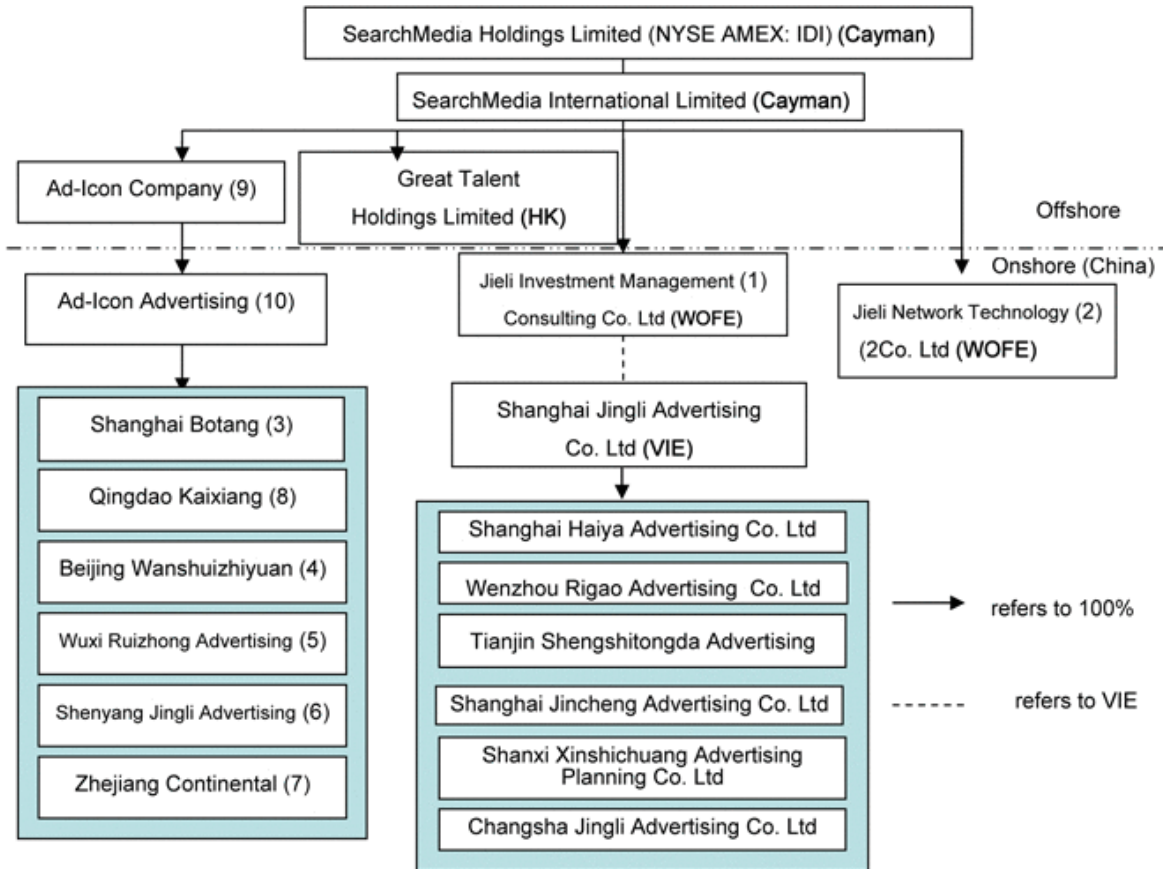 SearchMedia Holdings Limited (NYSE AMEX: IDI) (Cayman)
SearchMedia International Limited (Cayman)
Ad-Icon Company (9)
Great Talent
Holdings Limited (HK)
Offshore
Onshore (China)
Ad-Icon Advertising (10)
Jieli Investment Management (1)
Consulting Co. Ltd (WOFE)
Jieli Network Technology (2)
(2Co. Ltd (WOFE)
Shanghai Jingli Advertising
Co. Ltd (VIE)
Shanghai Botang (3)
Qingdao Kaixiang (8)
Beijing Wanshuizhiyuan (4)
Wuxi Ruizhong Advertising (5)
Shenyang Jingli Advertising (6)
Zhejiang Continental (7)
Shanghai Haiya Advertising Co. Ltd
Wenzhou Rigao Advertising Co. Ltd
Tianjin Shengshitongda Advertising
Shanghai Jincheng Advertising Co. Ltd
Shanxi Xinshichuang Advertising
Planning Co. Ltd
Changsha Jingli Advertising Co. Ltd
refers to 100%
refers to VIE